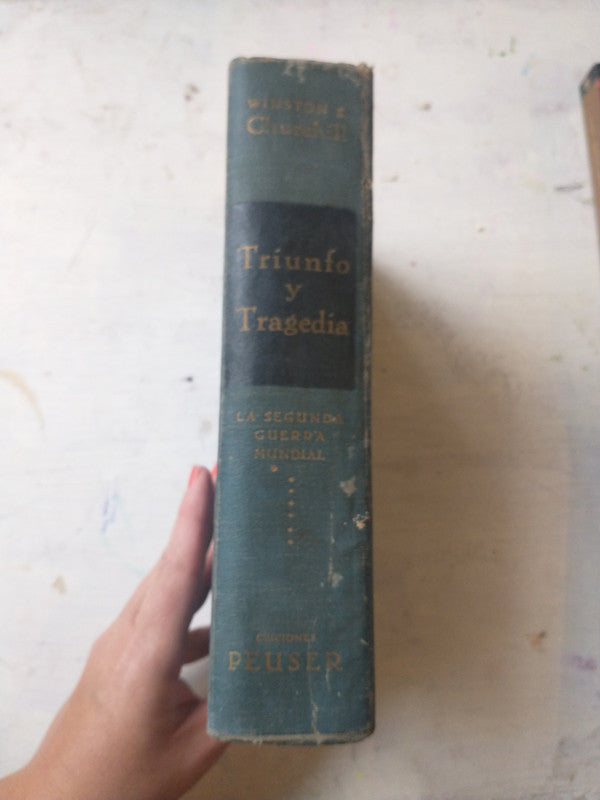 WINSTON S.
Churchill
Triunfo
y
Tragedia
LA SEGUNDA
GUERRA
MUNDIAL
EDICIONES
PEUSER